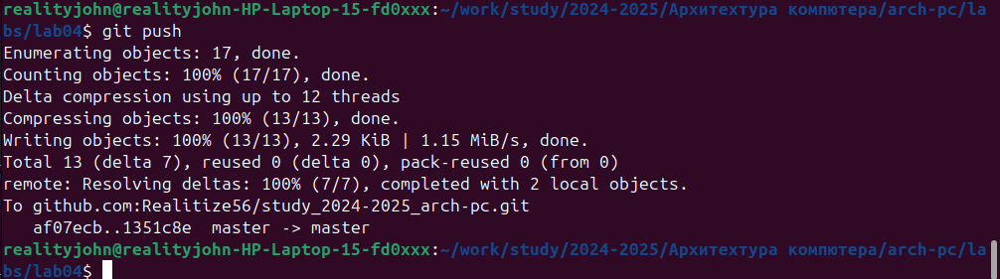 realityjohn@realityjohn-HP-Laptop-15-fd0xxx:~/work/study/2024-2025/Архитехтура компютера/arch-pc/la
bs/lab04$ git push
Enumerating objects: 17, done.
Counting objects: 100% (17/17), done.
Delta compression using up to 12 threads
Compressing objects: 100% (13/13), done.
Writing objects: 100% (13/13), 2.29 KiB | 1.15 MiB/s, done.
Total 13 (delta 7), reused 0 (delta 0), pack-reused 0 (from 0)
remote: Resolving deltas: 100% (7/7), completed with 2 local objects.
To github.com:Realitize56/study_2024-2025_arch-pc.git
   af07ecb..1351c8e  master -> master
realityjohn@realityjohn-HP-Laptop-15-fd0xxx:~/work/study/2024-2025/Архитехтура компютера/arch-pc/la
bs/lab04$